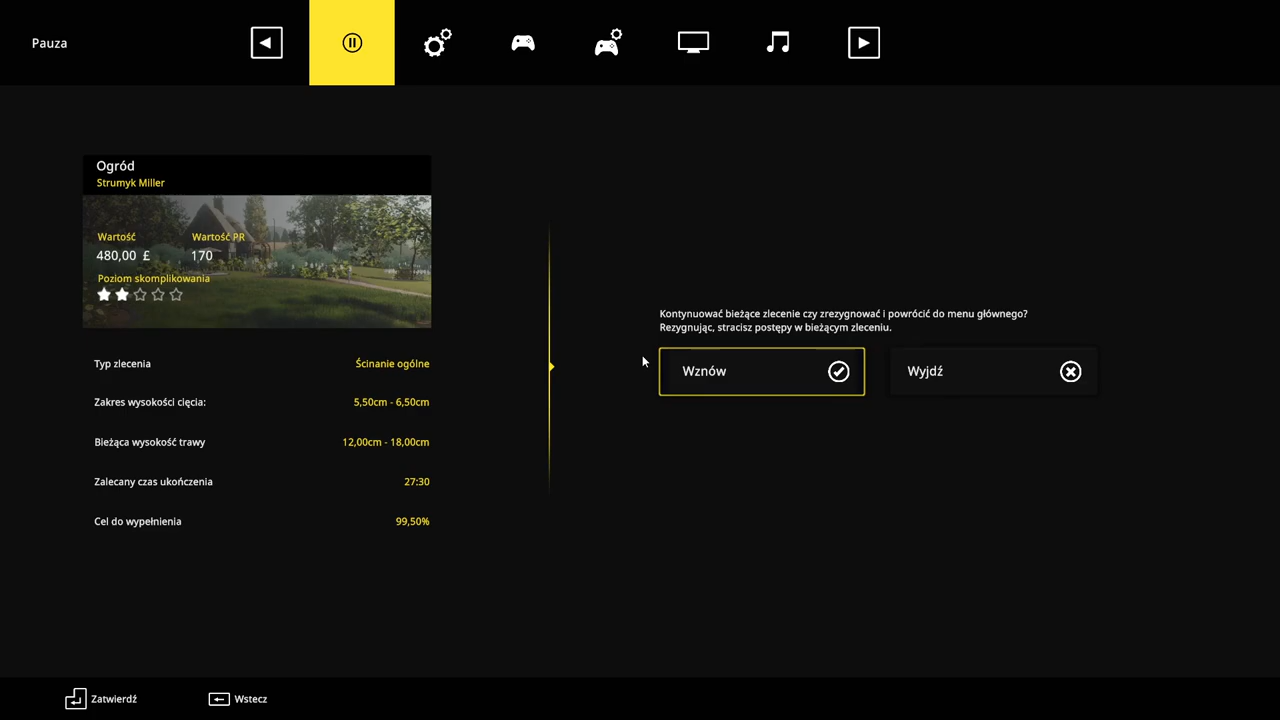 Pauza
Ogród
Strumyk Miller
Wartość Wartość PR
480,00 £ 170
Poziom skomplikowania
Typ zlecenia Ścinanie ogólne
Zakres wysokości cięcia: 5,50cm - 6,50cm
Bieżąca wysokość trawy 12,00cm - 18,00cm
Zalecany czas ukończenia 27:30
Cel do wypełnienia 99,50%
Kontynuować bieżące zlecenie czy zrezygnować i powrócić do menu głównego?
Rezygnując, stracisz postępy w bieżącym zleceniu.
Wznów Wyjdź
Zatwierdź Wstecz